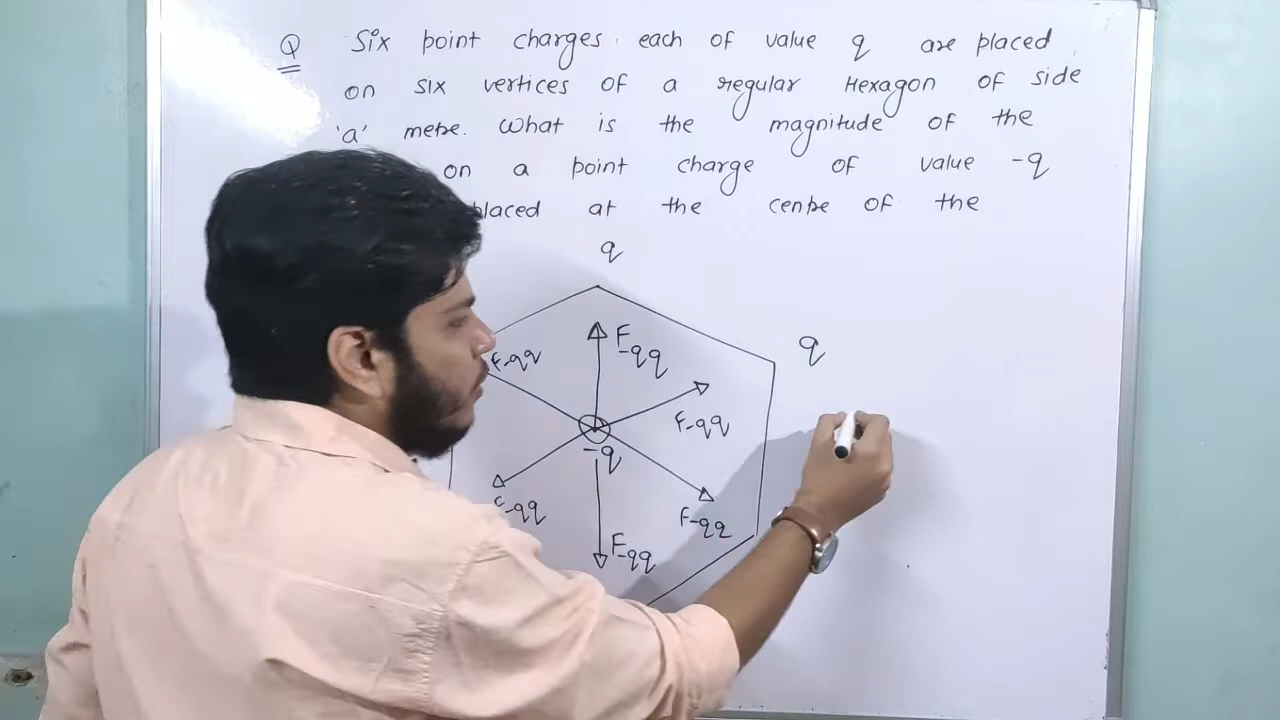 Q Six point charges each of value q are placed
on six vertices of a regular Hexagon of side
'a' metre. What is the magnitude of the
on a point charge of value -q
placed at the centre of the
q
q
F-qq
F-qq
F-qq
-q
F-qq
F-qq
F-qq